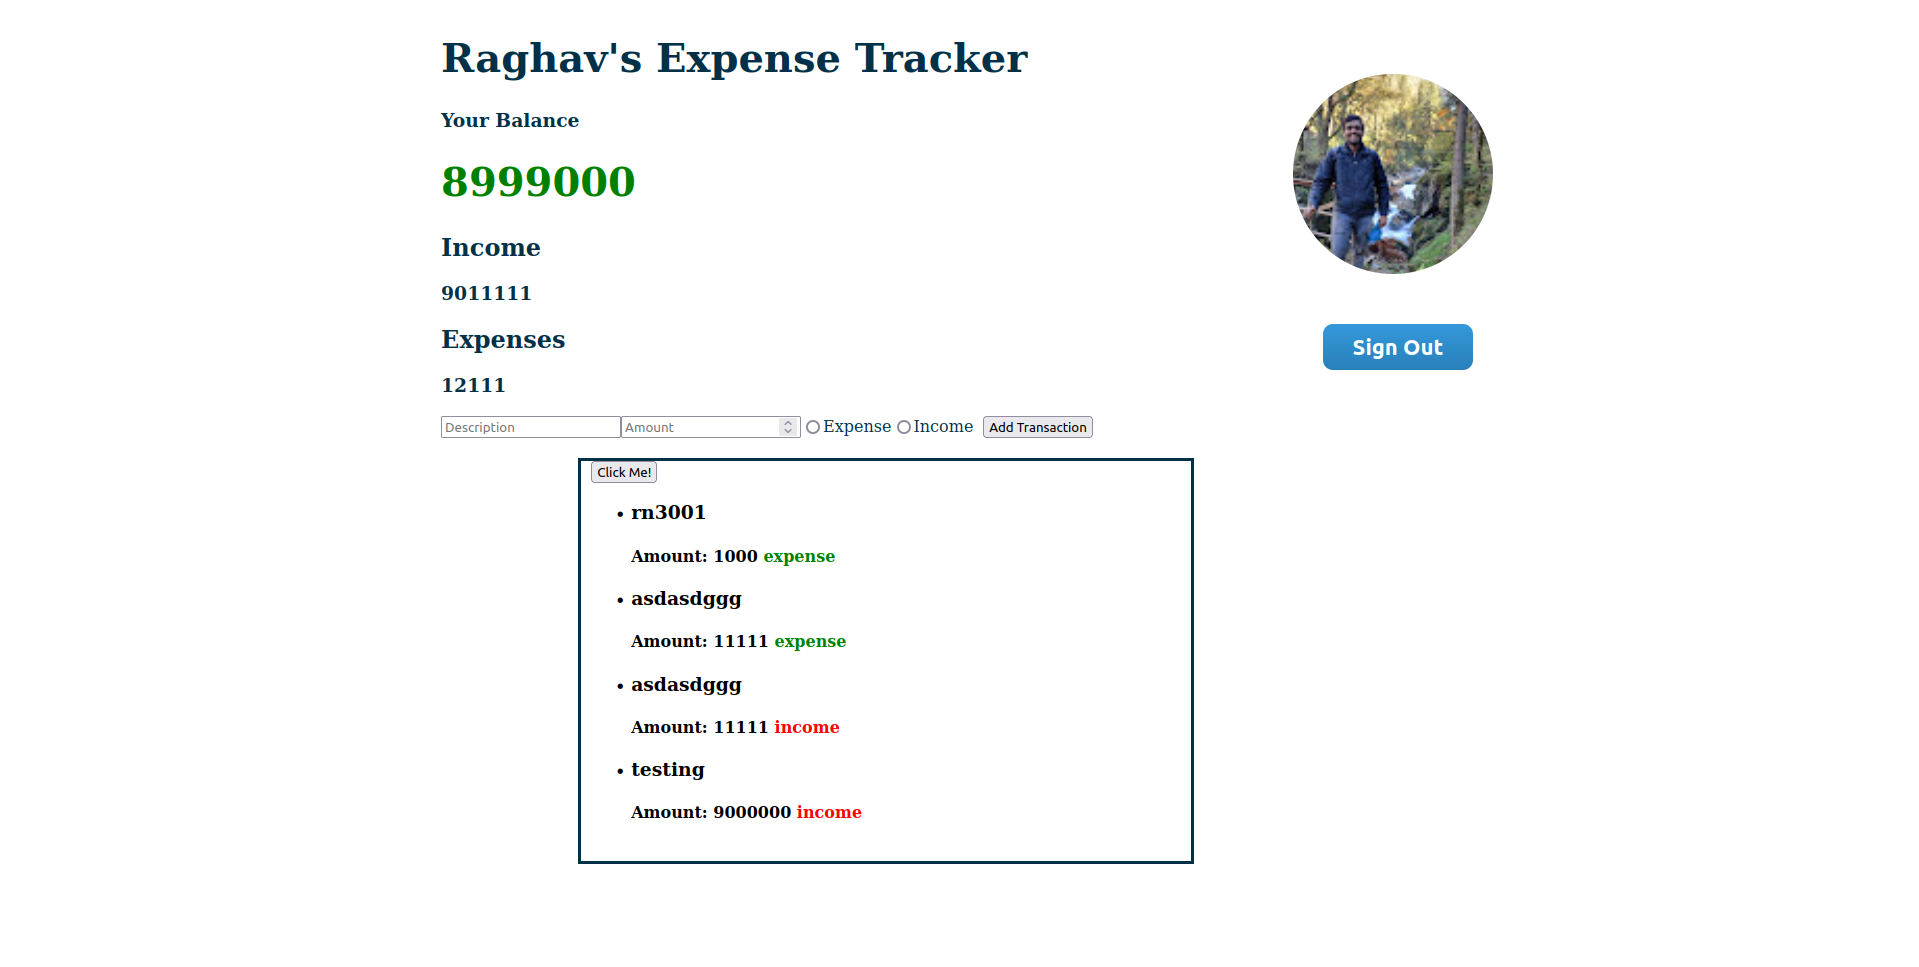 Raghav's Expense Tracker
Your Balance
8999000
Income
9011111
Expenses
12111
Sign Out
Description Amount Expense Income Add Transaction
Click Me!
rn3001
Amount: 1000 expense
asdasdggg
Amount: 11111 expense
asdasdggg
Amount: 11111 income
testing
Amount: 9000000 income